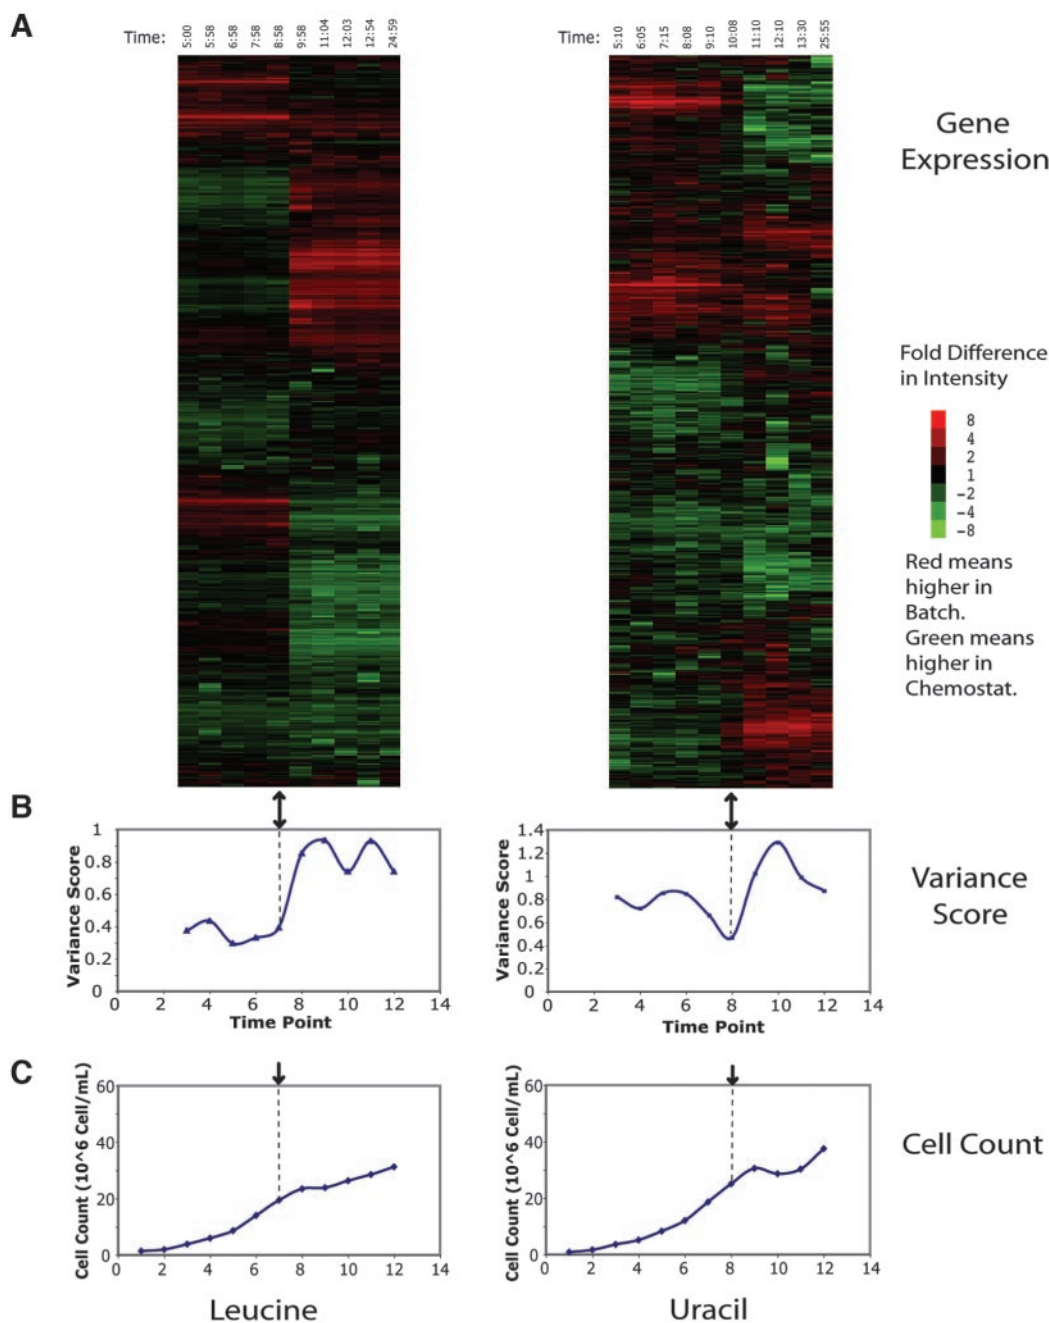 A
Time: 5:00 5:58 6:58 7:58 8:58 9:58 11:04 12:03 12:54 24:59
Time: 5:10 6:05 7:15 8:08 9:10 10:08 11:10 12:10 13:30 25:55
Gene
Expression
Fold Difference
in Intensity
8
4
2
1
-2
-4
-8
Red means
higher in
Batch.
Green means
higher in
Chemostat.
B
Variance Score
1
0.8
0.6
0.4
0.2
0
0 2 4 6 8 10 12 14
Time Point
Variance Score
1.4
1.2
1
0.8
0.6
0.4
0.2
0
0 2 4 6 8 10 12 14
Time Point
Variance
Score
C
Cell Count (10^6 Cell/mL)
60
40
20
0
0 2 4 6 8 10 12 14
Leucine
Cell Count (10^6 Cell/mL)
60
40
20
0
0 2 4 6 8 10 12 14
Uracil
Cell Count